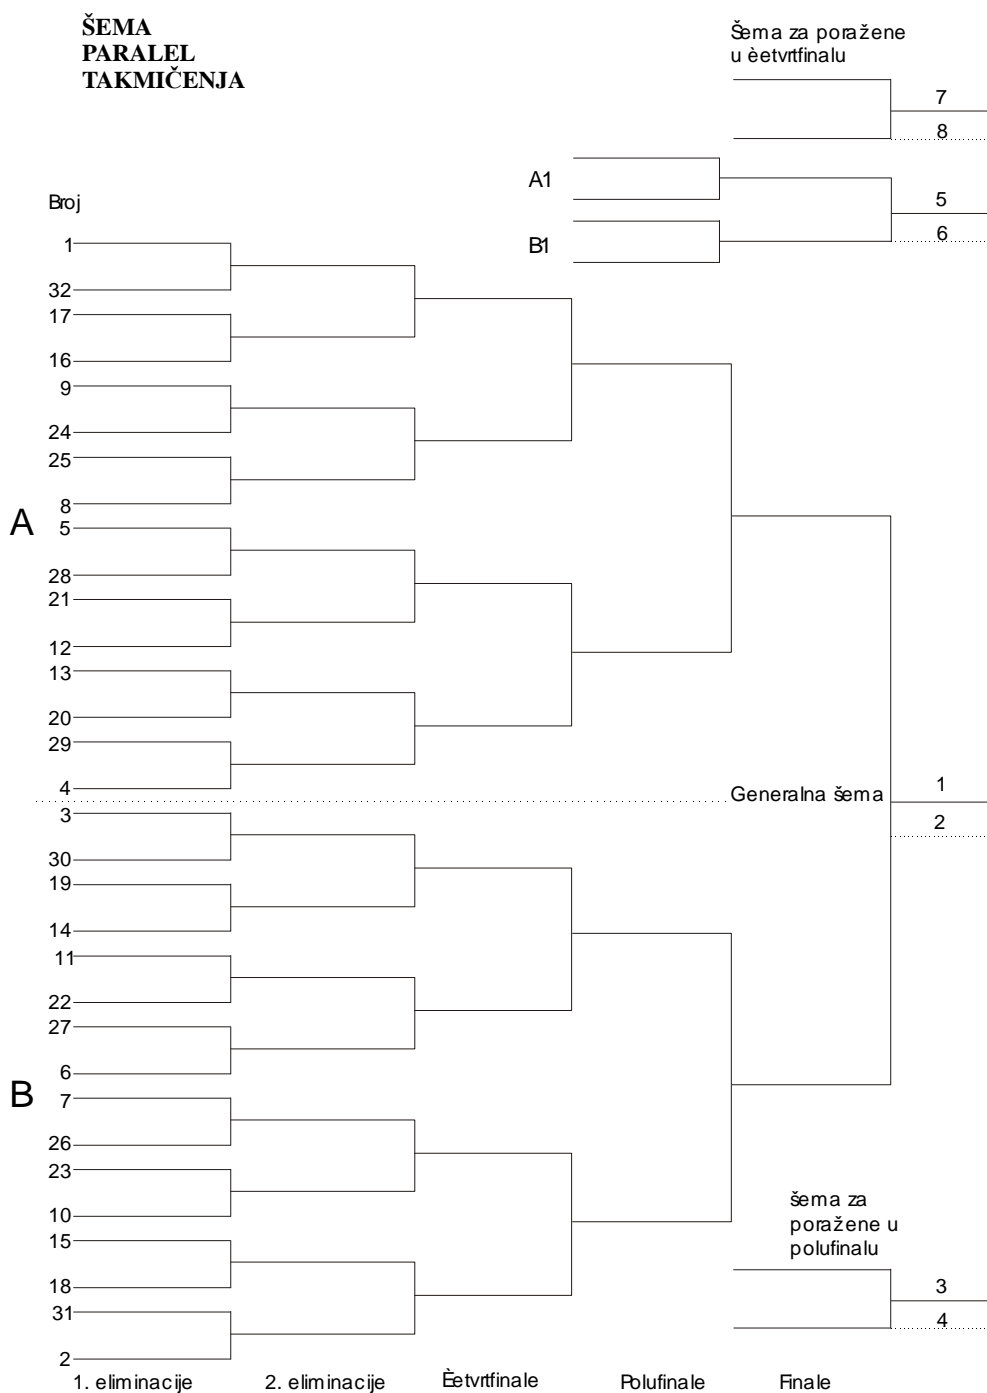 ŠEMA
PARALEL
TAKMIČENJA
Šema za poražene
u èetvrtfinalu
7
8
A1
5
B1
6
Broj
1
32
17
16
9
24
25
8
A
5
28
21
12
13
20
29
4
Generalna šema
1
2
3
30
19
14
11
22
27
6
B
7
26
23
10
15
18
31
2
šema za
poražene u
polufinalu
3
4
1. eliminacije 2. eliminacije Èetvrtfinale Polufinale Finale